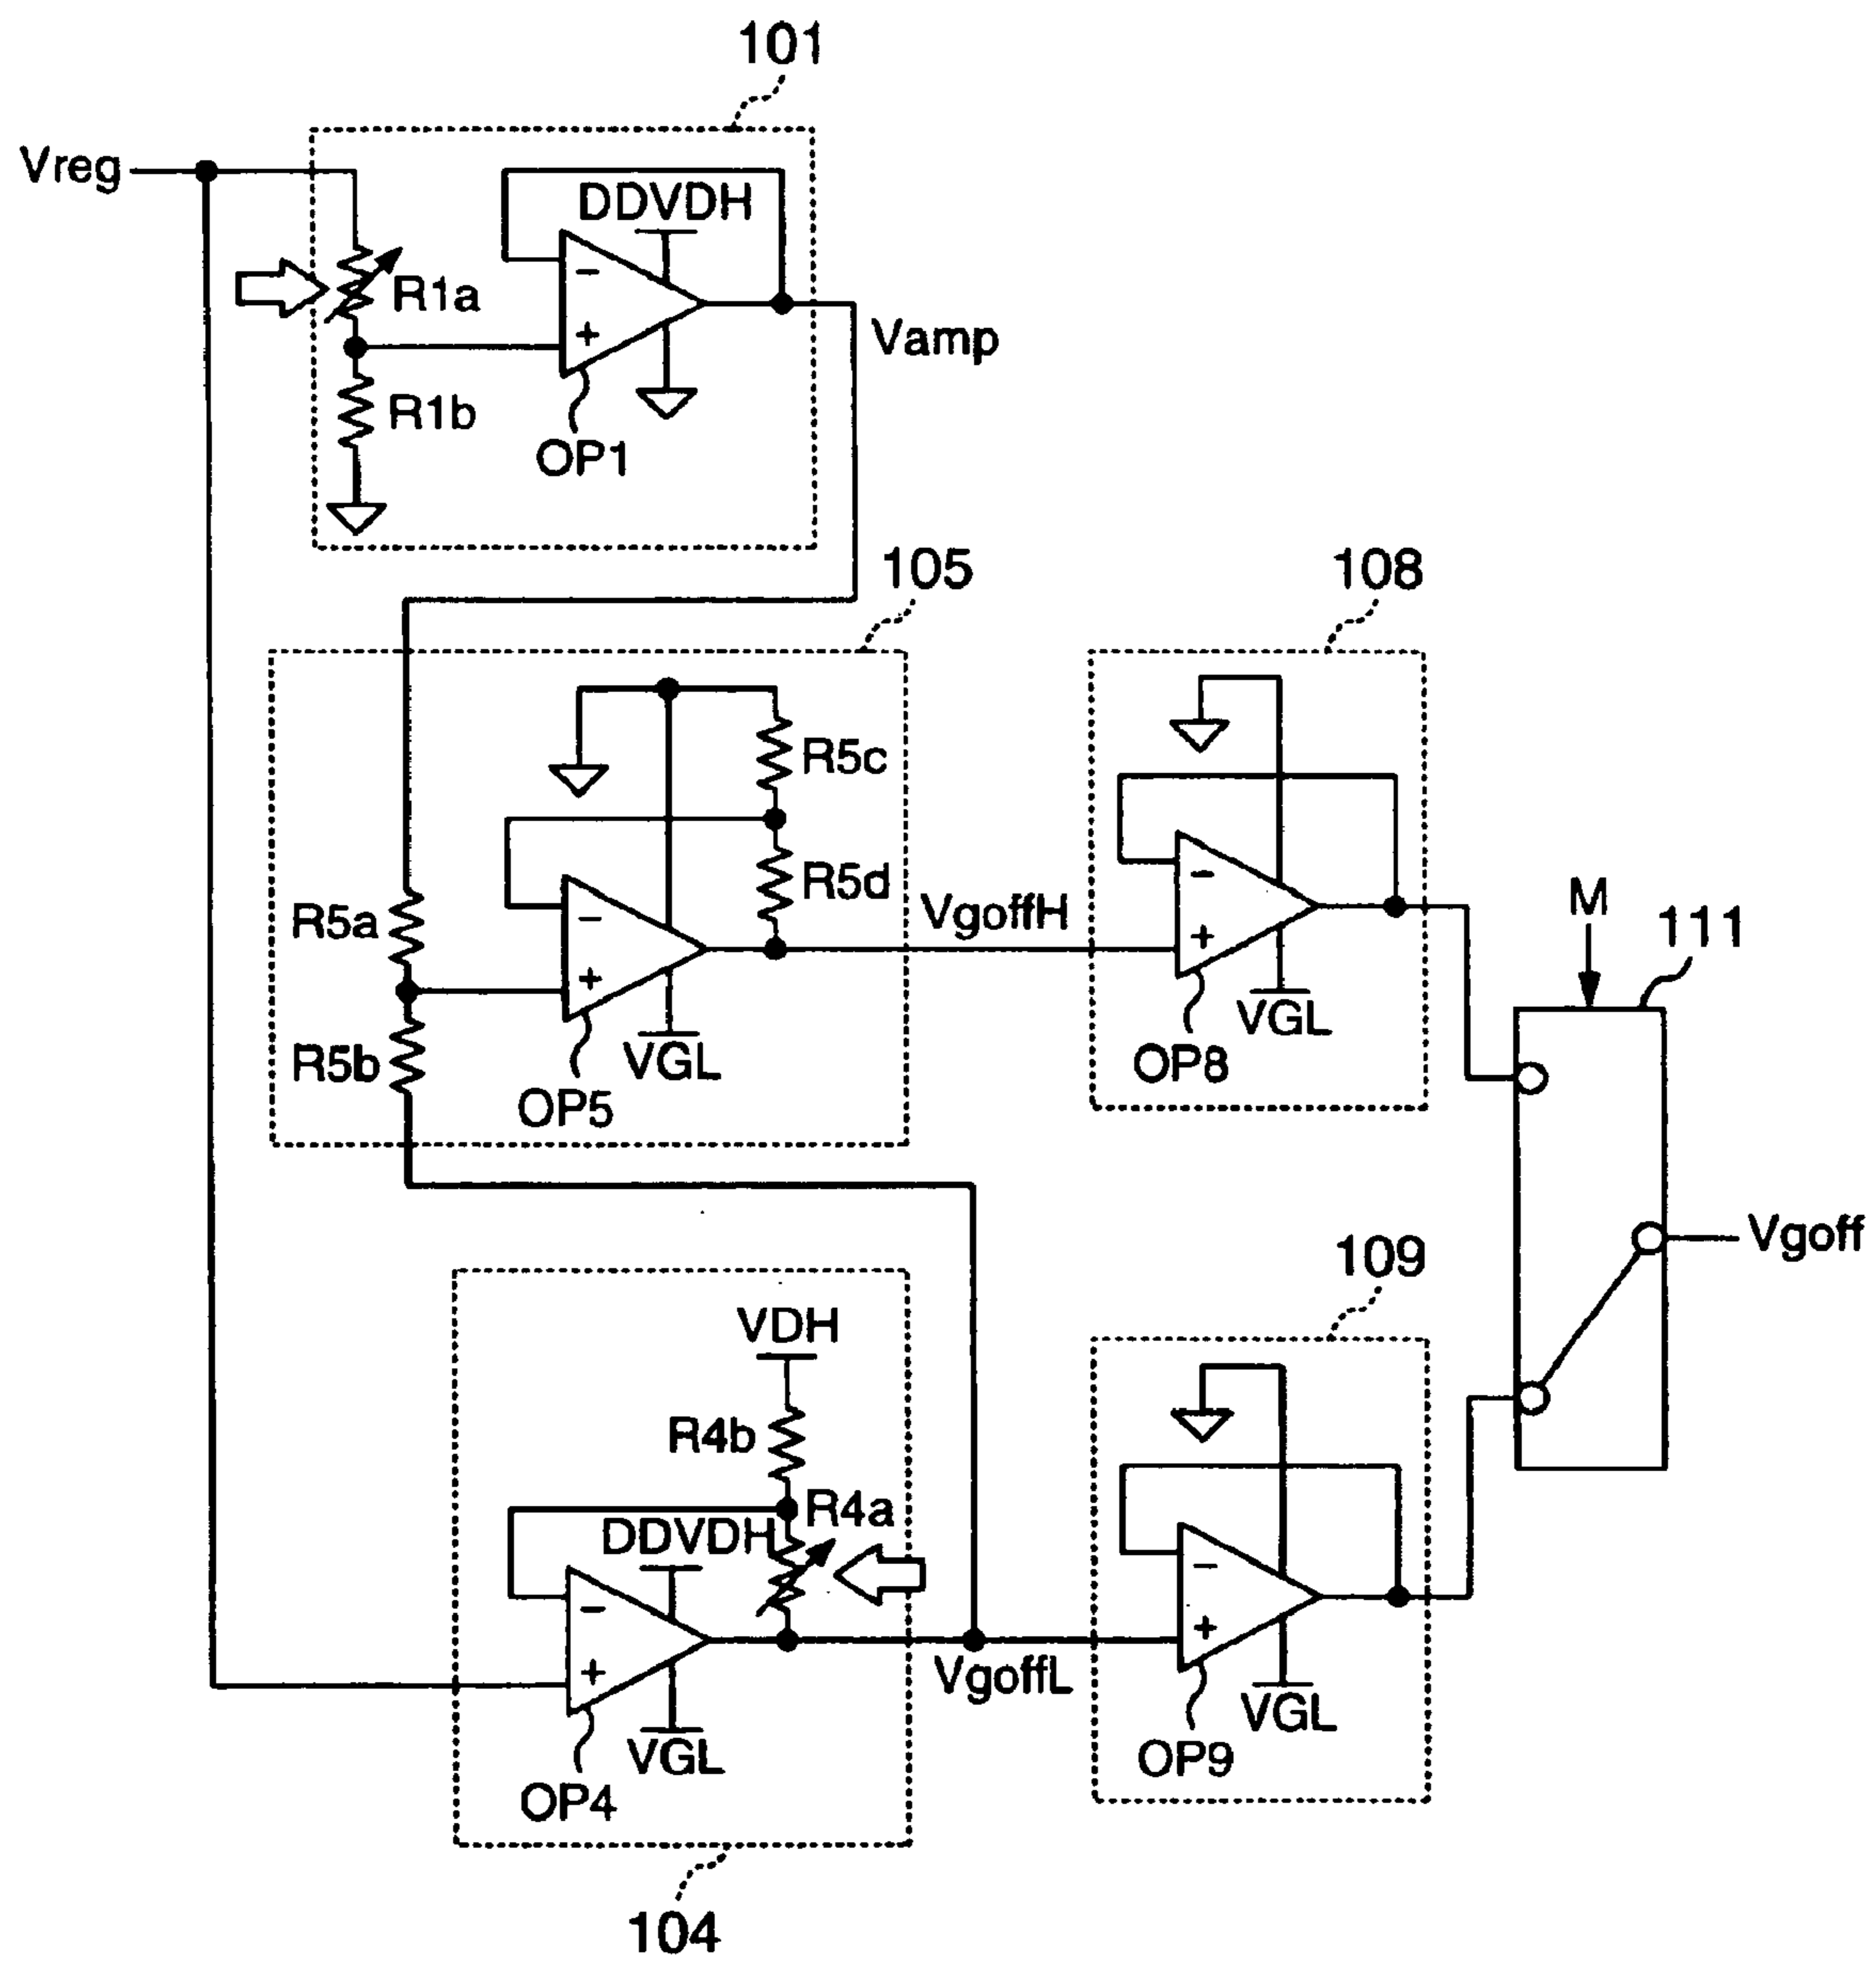 101
Vreg
DDVDH
−
R1a
+
Vamp
R1b
OP1
105
108
R5c
R5d
VgoffH
−
M
111
R5a
−
+
+
VGL
R5b
VGL
OP8
OP5
Vgoff
109
VDH
R4b
R4a
DDVDH
−
−
+
+
VgoffL
VGL
VGL
OP9
OP4
104